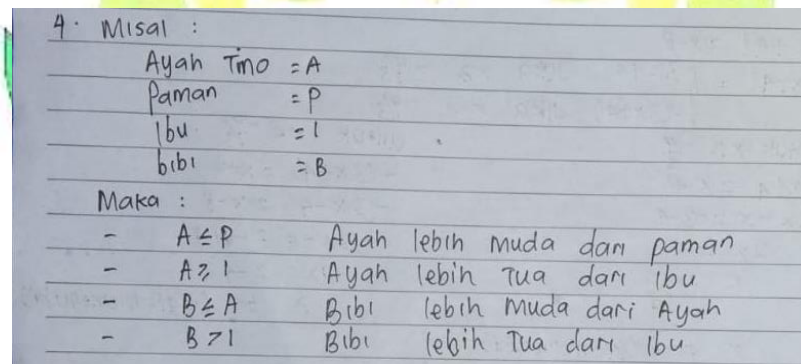 4. Misal :
Ayah Tino = A
Paman = P
Ibu = I
bibi = B
Maka :
- A ≤ P Ayah lebih muda dari paman
- A ≥ I Ayah lebih Tua dari Ibu
- B ≤ A Bibi lebih Muda dari Ayah
- B > I Bibi lebih Tua dari Ibu